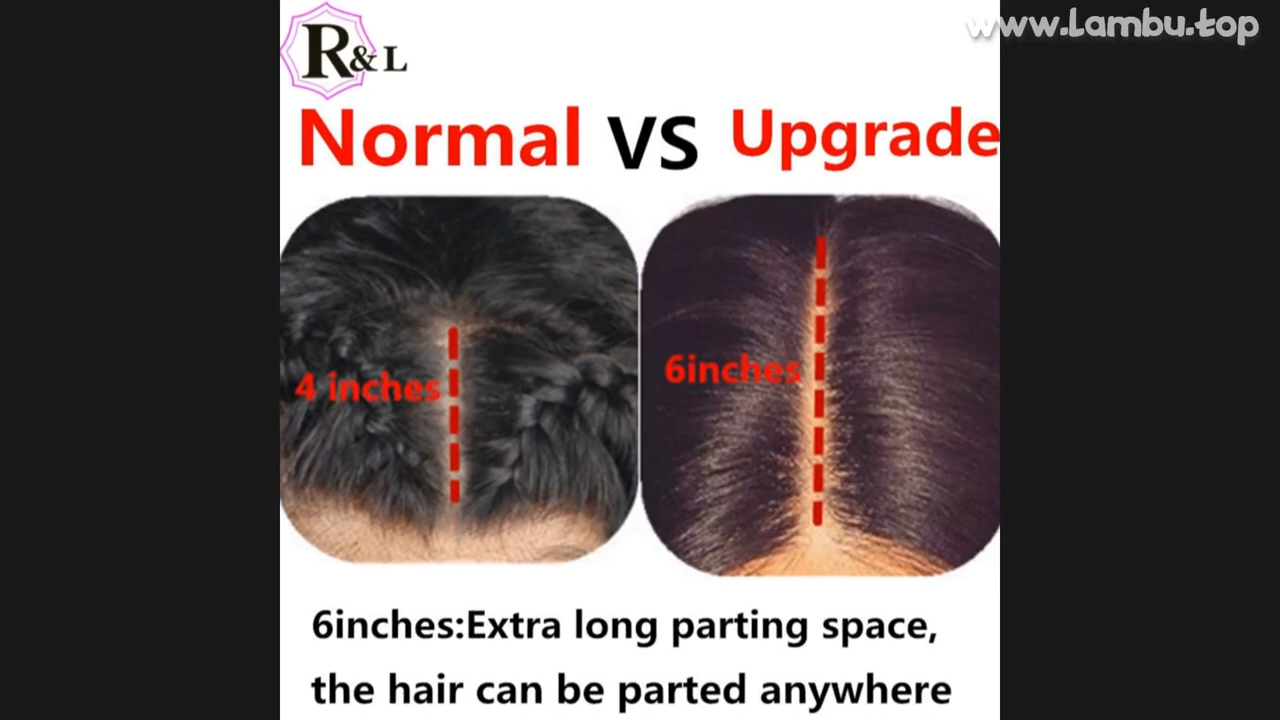 www.Lambu.top
R&L
Normal VS Upgrade
4 inches
6inches
6inches:Extra long parting space,
the hair can be parted anywhere